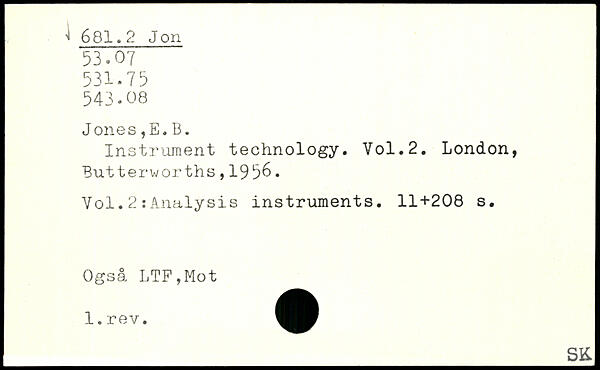 681.2 Jon
53.07
531.75
543.08
Jones,E.B.
Instrument technology. Vol.2. London,
Butterworths,1956.
Vol.2:Analysis instruments. 11+208 s.
Også LTF,Mot
1.rev.
SK